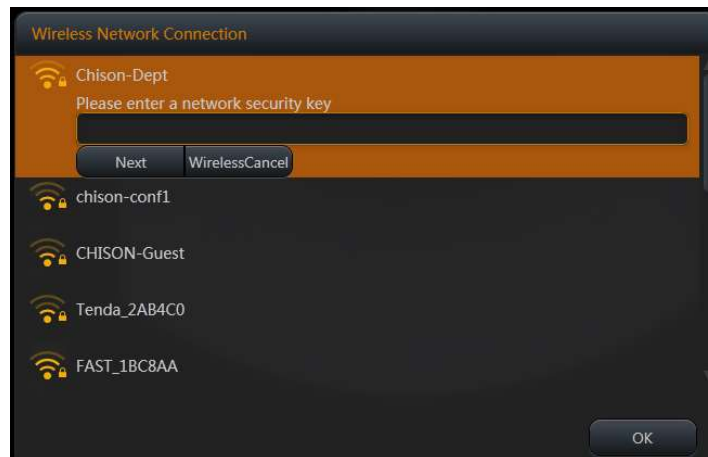 Wireless Network Connection
Chison-Dept
Please enter a network security key
Next WirelessCancel
chison-conf1
CHISON-Guest
Tenda_2AB4C0
FAST_1BC8AA
OK